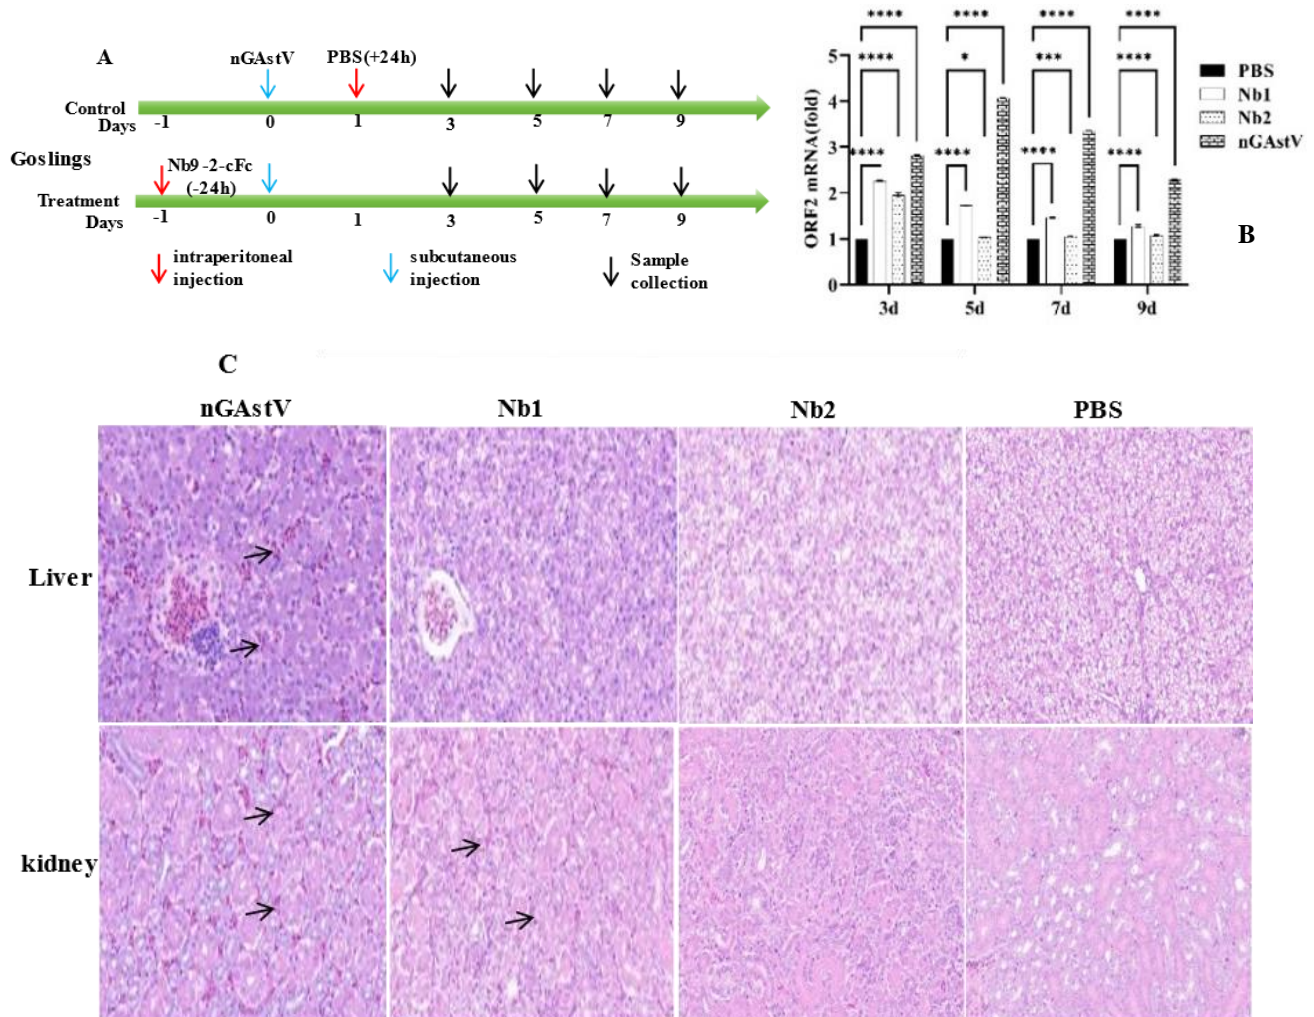 A
nGAstV
PBS(+24h)
Control
Days
-1
0
1
3
5
7
9
Goslings
Nb9-2-cFc
(-24h)
Treatment
Days
-1
0
1
3
5
7
9
intraperitoneal
injection
subcutaneous
injection
Sample
collection
B
ORF2 mRNA(fold)
5
4
3
2
1
0
****
****
****
****
****
*
***
****
****
****
****
****
3d
5d
7d
9d
PBS
Nb1
Nb2
nGAstV
C
nGAstV
Nb1
Nb2
PBS
Liver
kidney